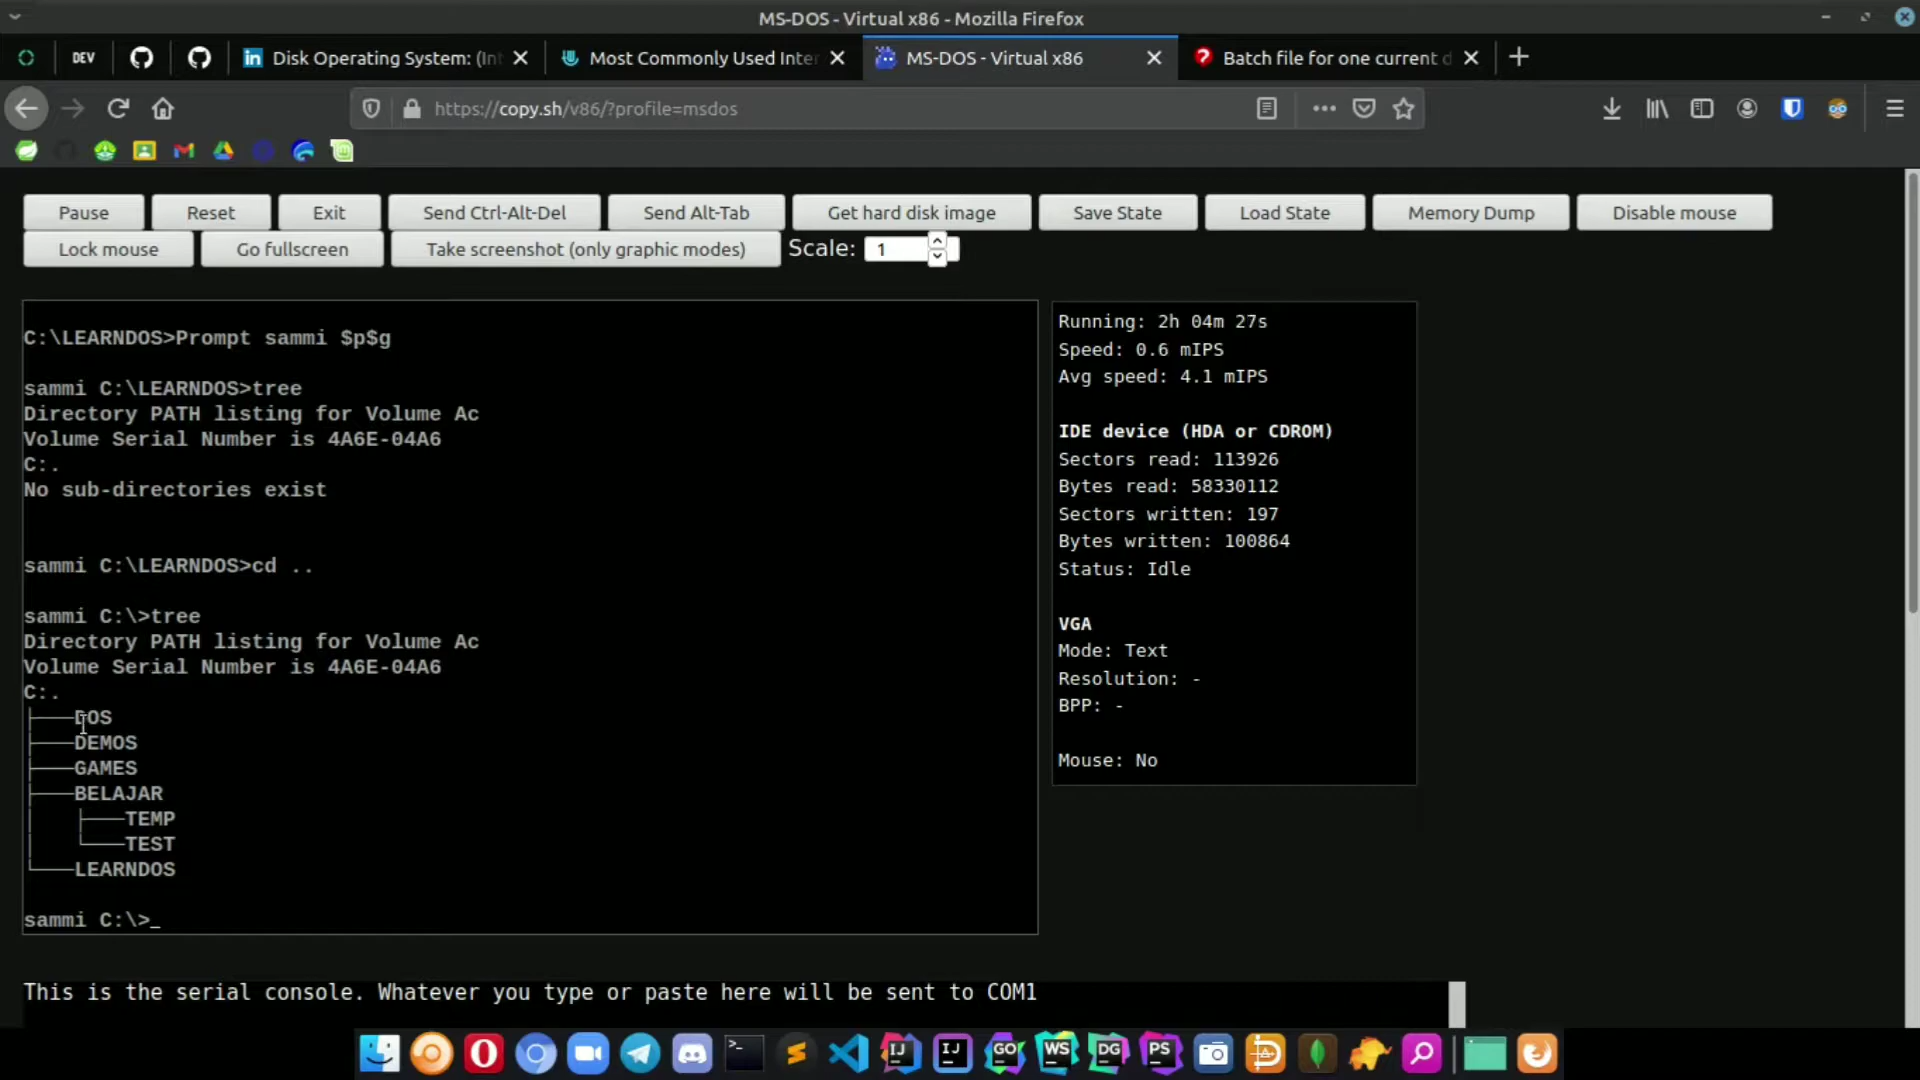 MS-DOS - Virtual x86 - Mozilla Firefox
DEV
Disk Operating System: (Int
Most Commonly Used Inter
MS-DOS - Virtual x86
Batch file for one current d
https://copy.sh/v86/?profile=msdos
Pause
Reset
Exit
Send Ctrl-Alt-Del
Send Alt-Tab
Get hard disk image
Save State
Load State
Memory Dump
Disable mouse
Lock mouse
Go fullscreen
Take screenshot (only graphic modes)
Scale: 1
C:\LEARNDOS>Prompt sammi $p$g
sammi C:\LEARNDOS>tree
Directory PATH listing for Volume Ac
Volume Serial Number is 4A6E-04A6
C:.
No sub-directories exist
sammi C:\LEARNDOS>cd ..
sammi C:\>tree
Directory PATH listing for Volume Ac
Volume Serial Number is 4A6E-04A6
C:.
├───DOS
├───DEMOS
├───GAMES
├───BELAJAR
│   ├───TEMP
│   └───TEST
└───LEARNDOS
sammi C:\>_
Running: 2h 04m 27s
Speed: 0.6 mIPS
Avg speed: 4.1 mIPS
IDE device (HDA or CDROM)
Sectors read: 113926
Bytes read: 58330112
Sectors written: 197
Bytes written: 100864
Status: Idle
VGA
Mode: Text
Resolution: -
BPP: -
Mouse: No
This is the serial console. Whatever you type or paste here will be sent to COM1